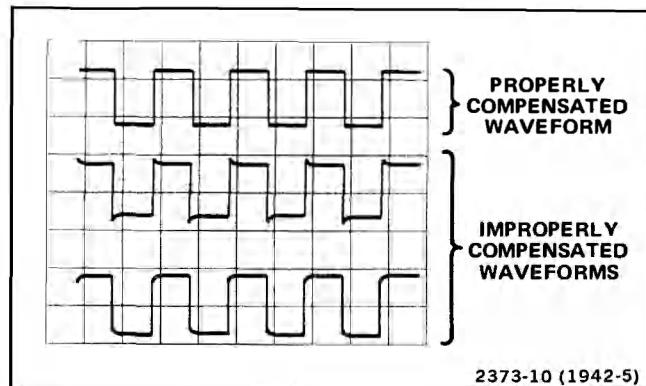 PROPERLY
COMPENSATED
WAVEFORM
IMPROPERLY
COMPENSATED
WAVEFORMS
2373-10 (1942-5)